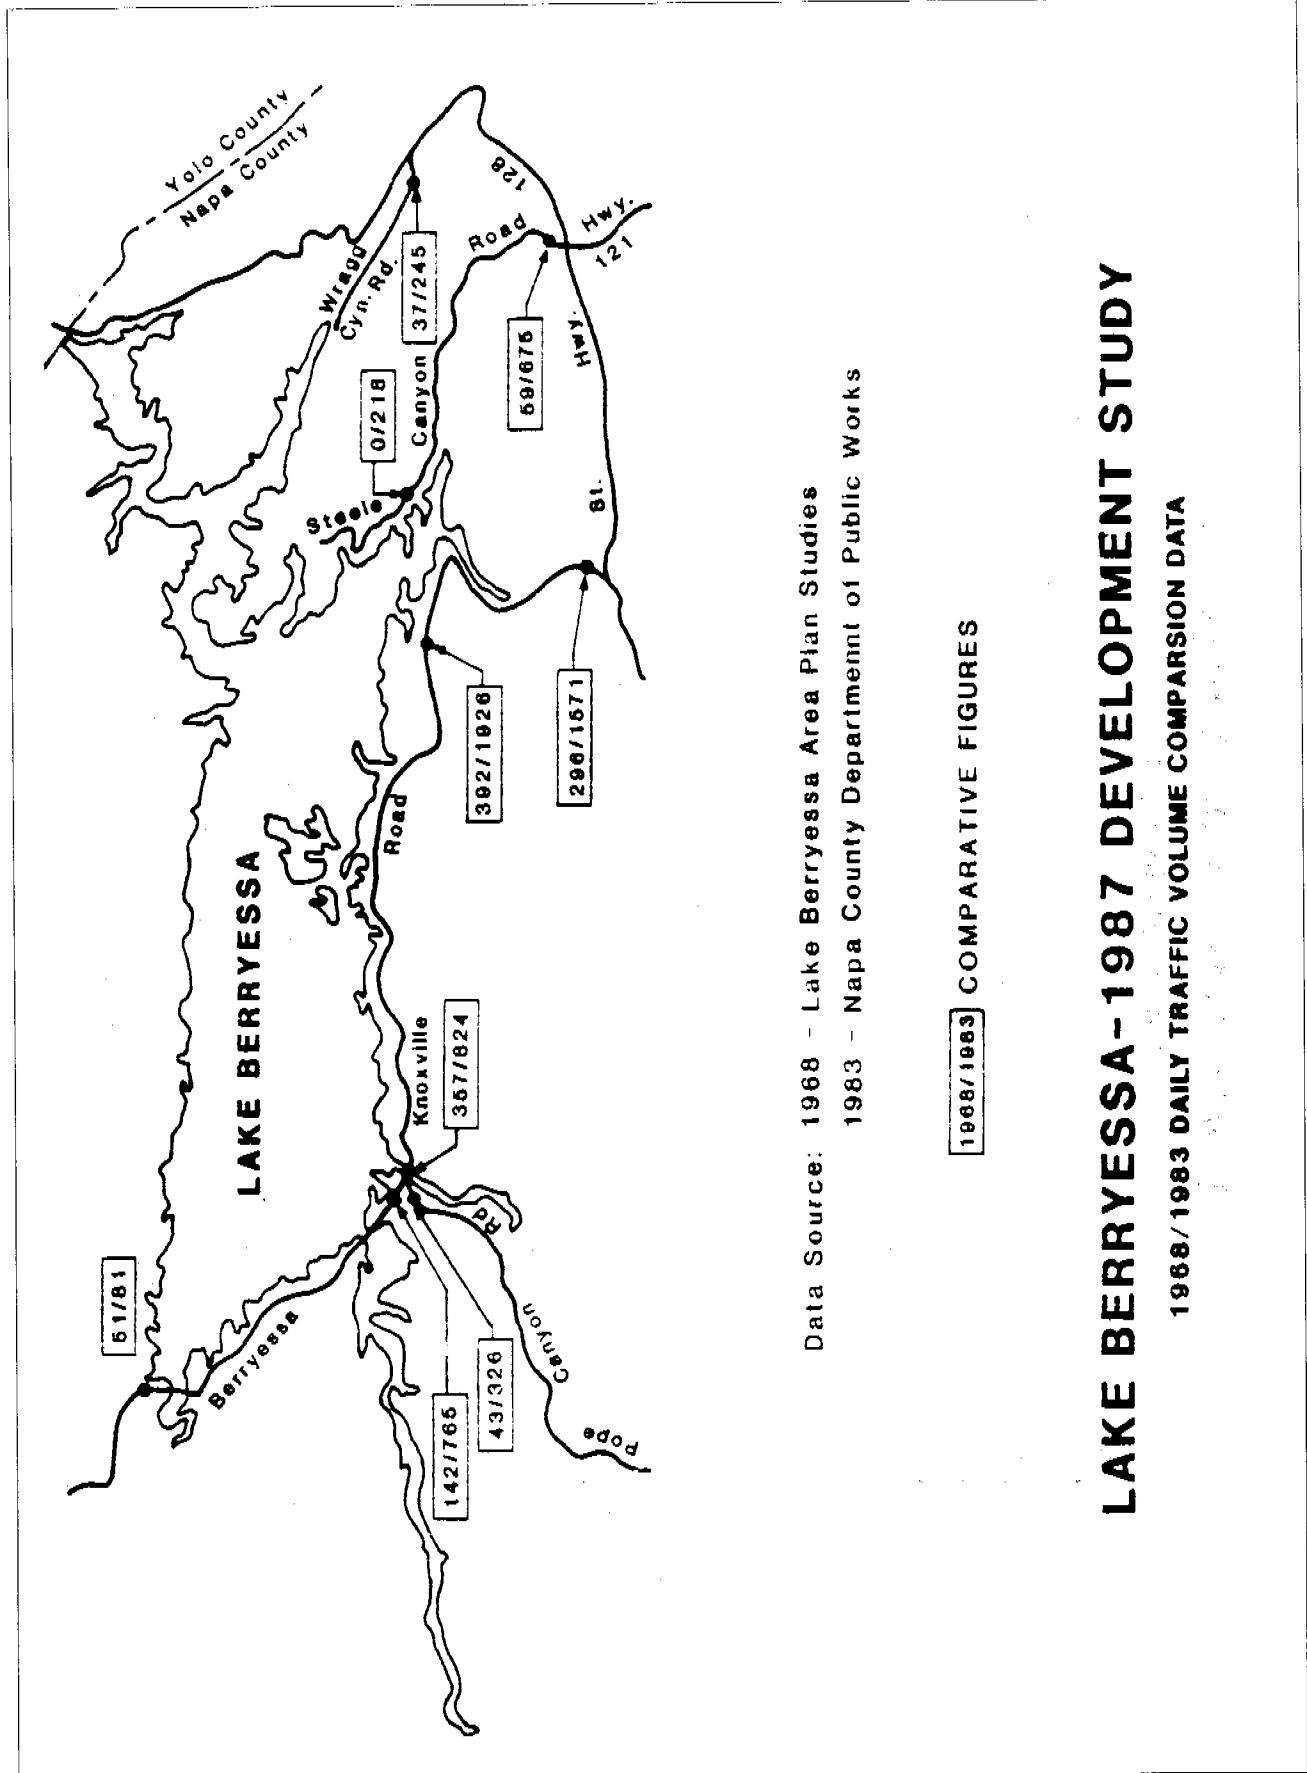 Yolo County
Napa County
51/81
LAKE BERRYESSA
Wragg
Cyn. Rd.
37/245
0/218
Steele
Canyon
Road
128
Hwy.
121
59/675
Hwy.
St.
392/1926
296/1571
Road
Knoxville
357/824
Berryessa
142/765
43/326
Rd
Canyon
Pope
Data Source: 1968 - Lake Berryessa Area Plan Studies
1983 - Napa County Departmennt of Public Works
1968/1983 COMPARATIVE FIGURES
LAKE BERRYESSA-1987 DEVELOPMENT STUDY
1968/1983 DAILY TRAFFIC VOLUME COMPARSION DATA